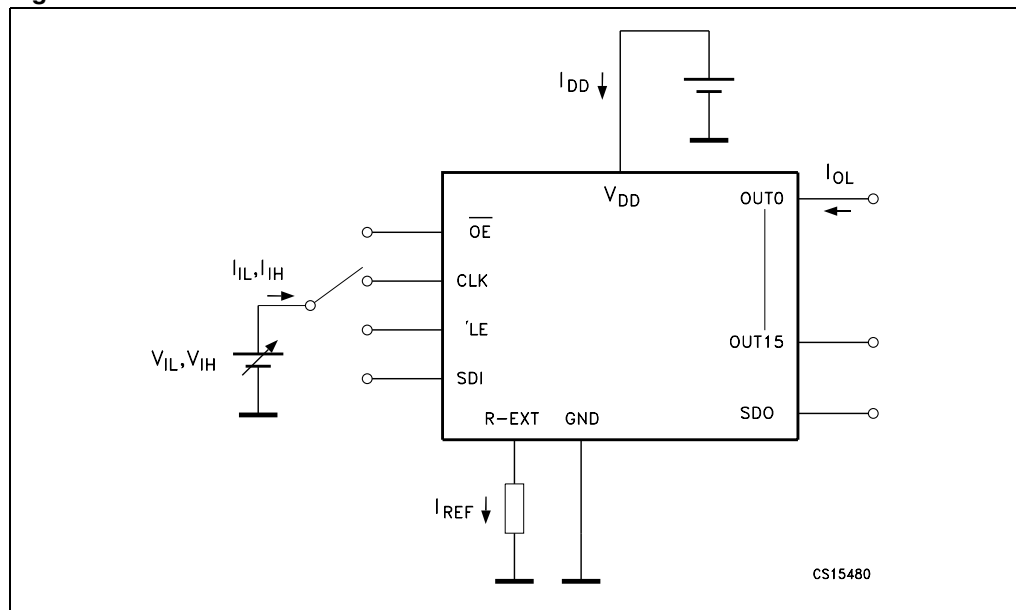 I_DD
V_DD
I_OL
OUT0
OE
I_IL,I_IH
CLK
'LE
OUT15
V_IL,V_IH
SDI
SDO
R-EXT GND
I_REF
CS15480